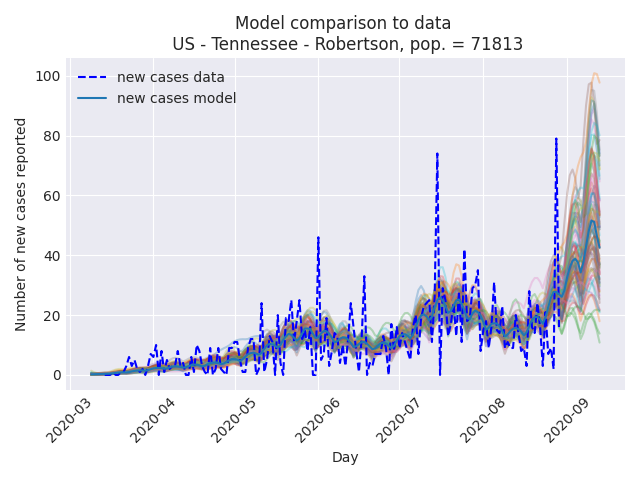 Model comparison to data
US - Tennessee - Robertson, pop. = 71813
new cases data
new cases model
Number of new cases reported
100
80
60
40
20
0
2020-03
2020-04
2020-05
2020-06
2020-07
2020-08
2020-09
Day